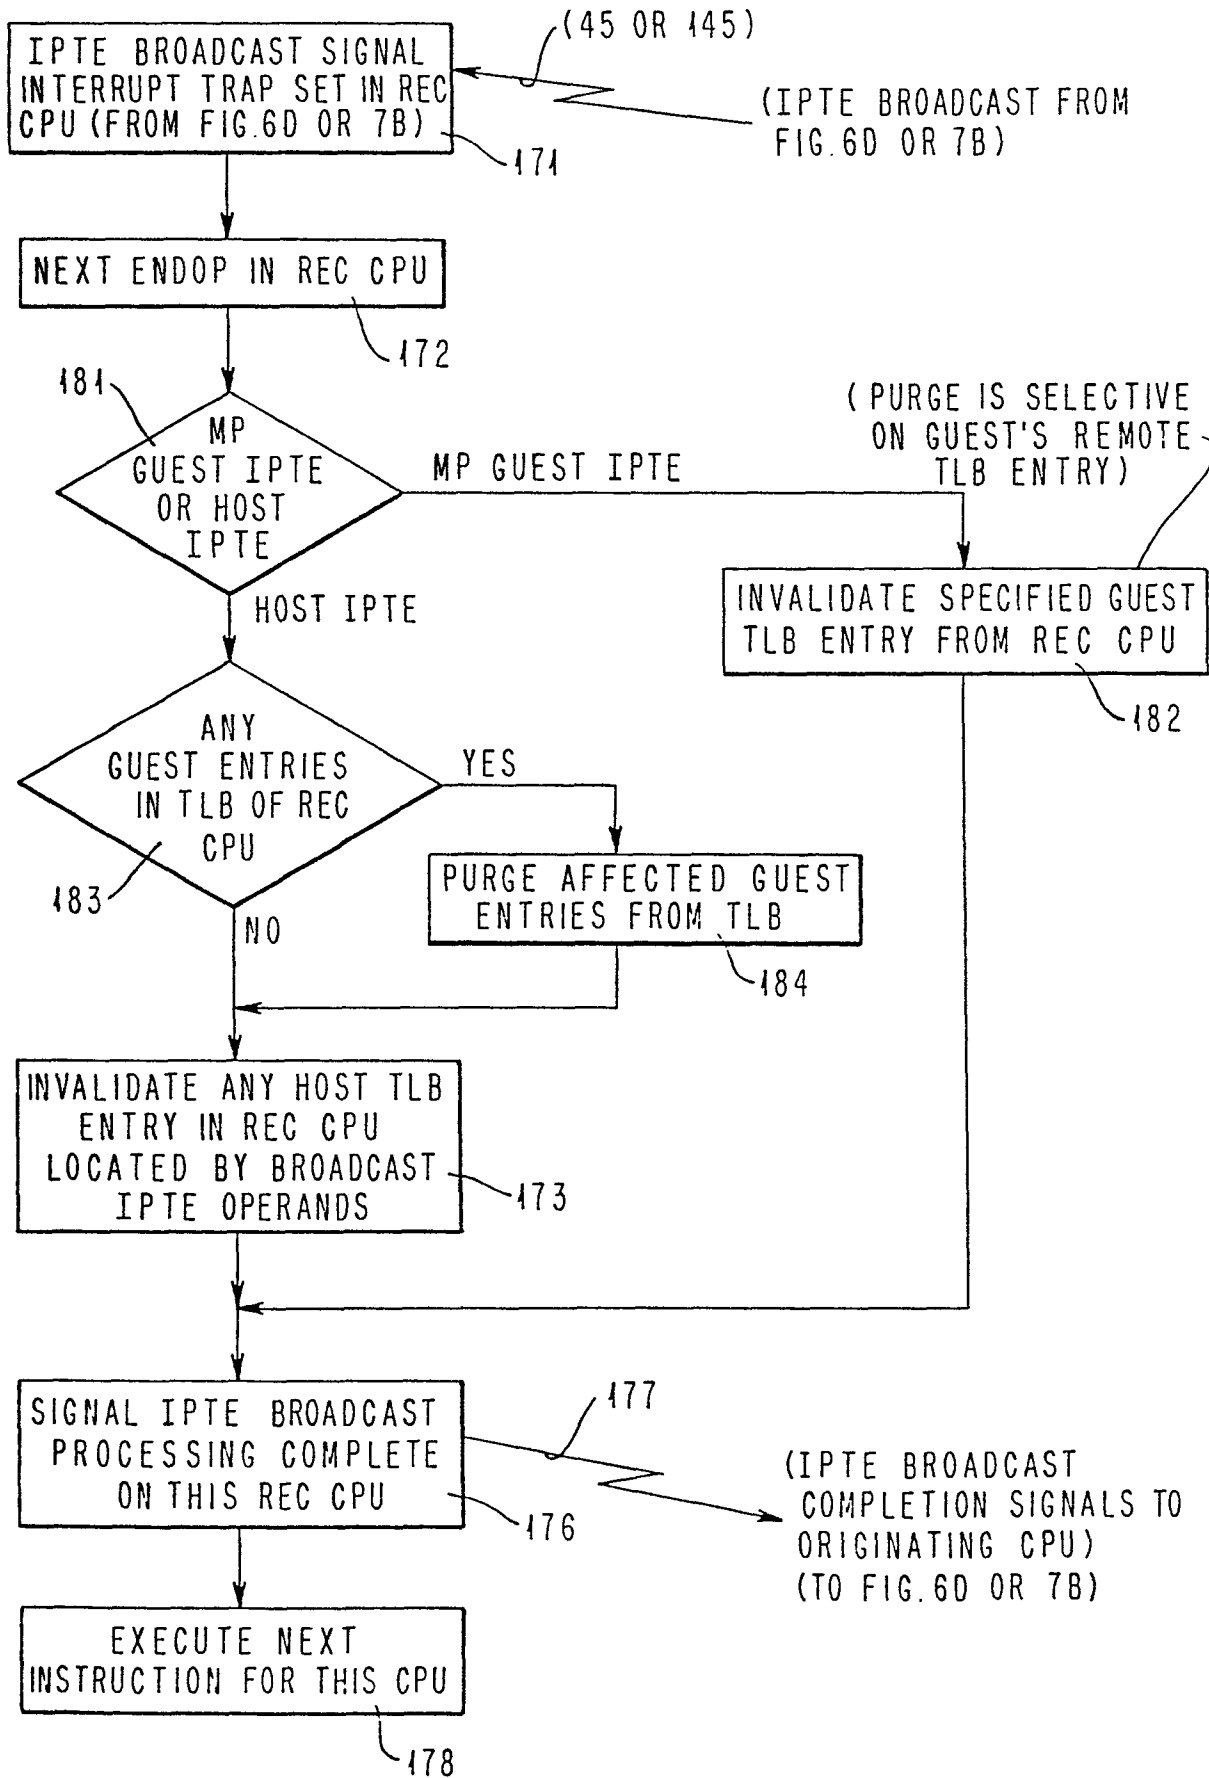 (45 OR 145)
IPTE BROADCAST SIGNAL
INTERRUPT TRAP SET IN REC
CPU (FROM FIG.6D OR 7B)
171
(IPTE BROADCAST FROM
FIG.6D OR 7B)
NEXT ENDOP IN REC CPU
172
181
MP
GUEST IPTE
OR HOST
IPTE
MP GUEST IPTE
(PURGE IS SELECTIVE
ON GUEST'S REMOTE
TLB ENTRY)
HOST IPTE
INVALIDATE SPECIFIED GUEST
TLB ENTRY FROM REC CPU
182
ANY
GUEST ENTRIES
IN TLB OF REC
CPU
183
YES
NO
PURGE AFFECTED GUEST
ENTRIES FROM TLB
184
INVALIDATE ANY HOST TLB
ENTRY IN REC CPU
LOCATED BY BROADCAST
IPTE OPERANDS
173
SIGNAL IPTE BROADCAST
PROCESSING COMPLETE
ON THIS REC CPU
176
177
(IPTE BROADCAST
COMPLETION SIGNALS TO
ORIGINATING CPU)
(TO FIG.6D OR 7B)
EXECUTE NEXT
INSTRUCTION FOR THIS CPU
178